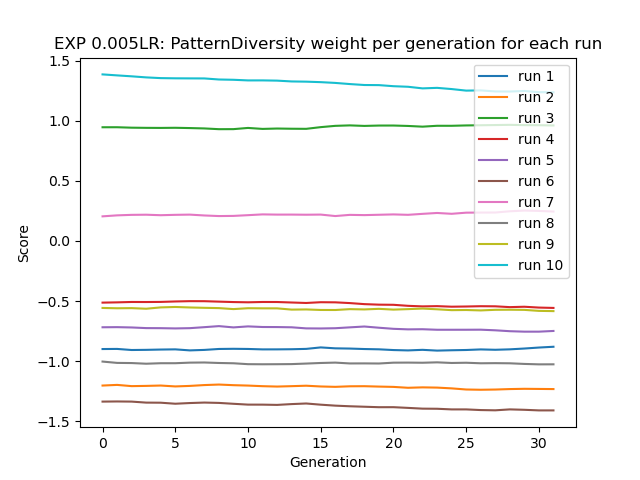 EXP 0.005LR: PatternDiversity weight per generation for each run
1.5
1.0
0.5
0.0
−0.5
−1.0
−1.5
Score
0 5 10 15 20 25 30
Generation
run 1
run 2
run 3
run 4
run 5
run 6
run 7
run 8
run 9
run 10